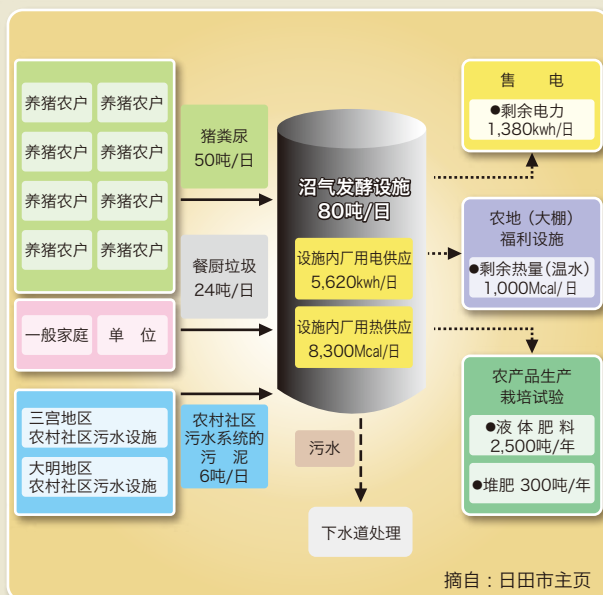 养猪农户 养猪农户
养猪农户 养猪农户
养猪农户 养猪农户
养猪农户 养猪农户
一般家庭 单 位
三宫地区
农村社区污水设施
大明地区
农村社区污水设施
猪粪尿
50吨/日
餐厨垃圾
24吨/日
农村社区
污水系统的
污 泥
6吨/日
沼气发酵设施
80吨/日
设施内厂用电供应
5,620kwh/日
设施内厂用热供应
8,300Mcal/日
污水
下水道处理
售 电
●剩余电力
1,380kwh/日
农地（大棚）
福利设施
●剩余热量(温水)
1,000Mcal/日
农产品生产
栽培试验
●液体肥料
2,500吨/年
●堆肥 300吨/年
摘自：日田市主页